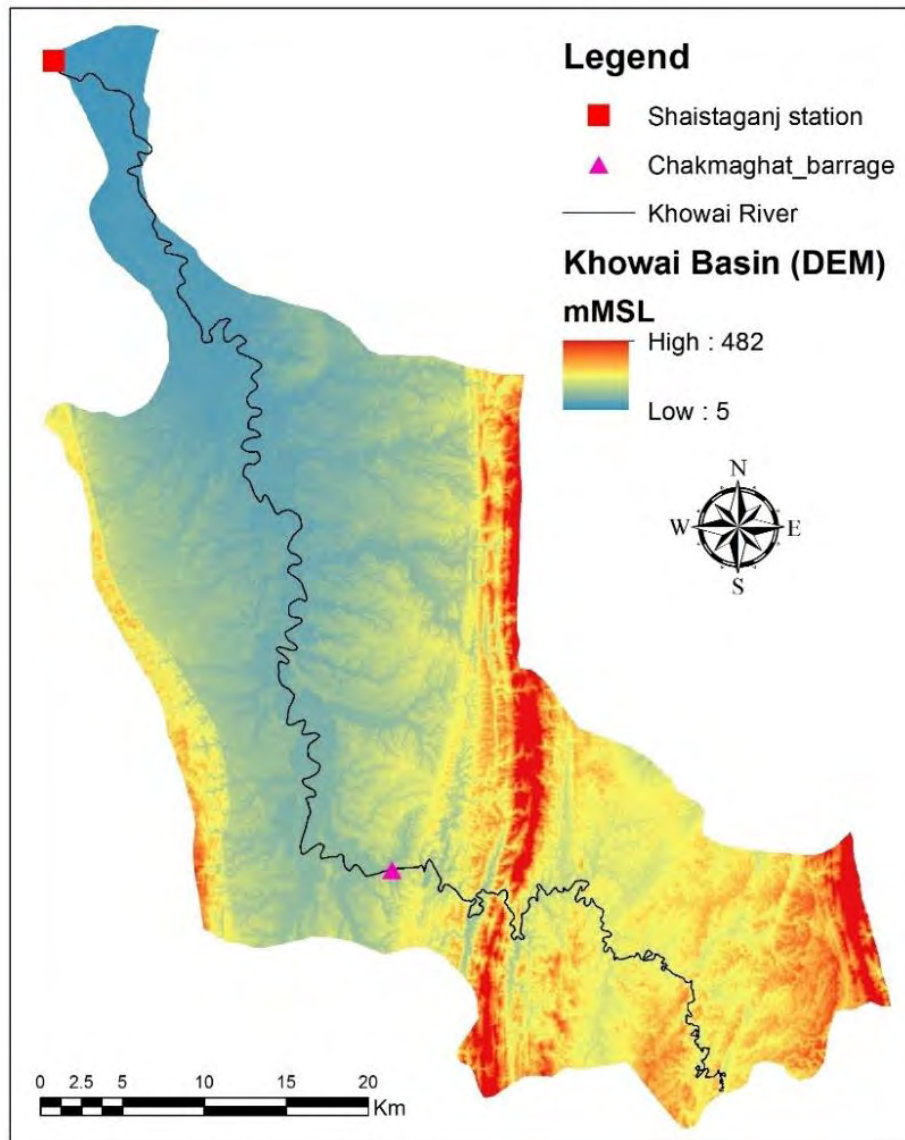 Legend
Shaistaganj station
Chakmaghat_barrage
Khowai River
Khowai Basin (DEM)
mMSL
High : 482
Low : 5
N
W E
S
0 2.5 5 10 15 20
Km